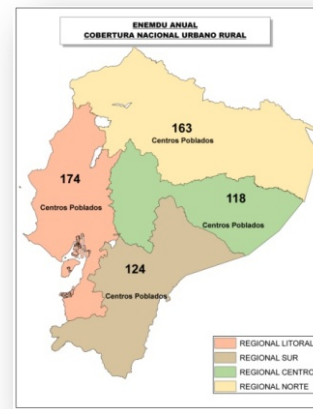 ENEMDU ANUAL
COBERTURA NACIONAL URBANO RURAL
163
Centros Poblados
174
Centros Poblados
118
Centros Poblados
124
Centros Poblados
REGIONAL LITORAL
REGIONAL SUR
REGIONAL CENTRO
REGIONAL NORTE